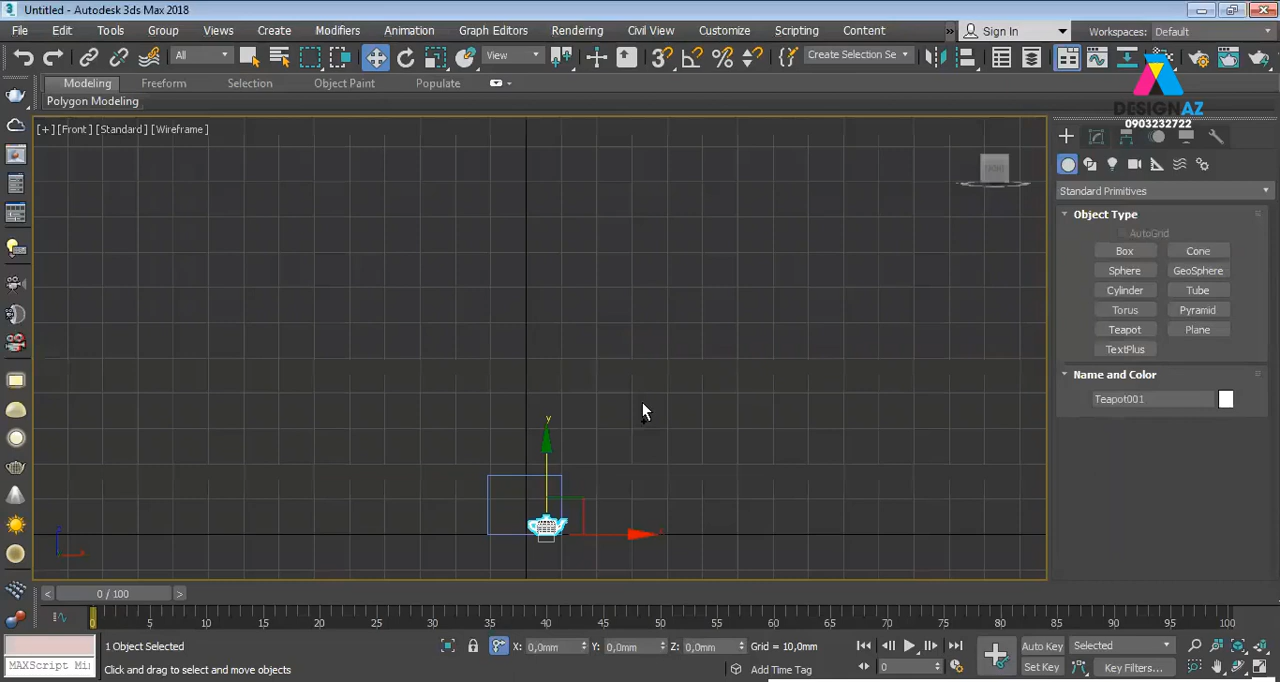 Untitled - Autodesk 3ds Max 2018
File Edit Tools Group Views Create Modifiers Animation Graph Editors Rendering Civil View Customize Scripting Content » Sign In Workspaces: Default
All View Create Selection Se
Modeling Freeform Selection Object Paint Populate
Polygon Modeling
DESIGNAZ
0903232722
[+] [Front] [Standard] [Wireframe]
FRONT
Standard Primitives
Object Type
AutoGrid
Box Cone
Sphere GeoSphere
Cylinder Tube
Torus Pyramid
Teapot Plane
TextPlus
Name and Color
Teapot001
y
x
< 0 / 100 >
0 5 10 15 20 25 30 35 40 45 50 55 60 65 70 75 80 85 90 95 100
1 Object Selected X: 0,0mm Y: 0,0mm Z: 0,0mm Grid = 10,0mm Auto Key Selected
MAXScript Mi: Click and drag to select and move objects Add Time Tag 0 Set Key Key Filters...